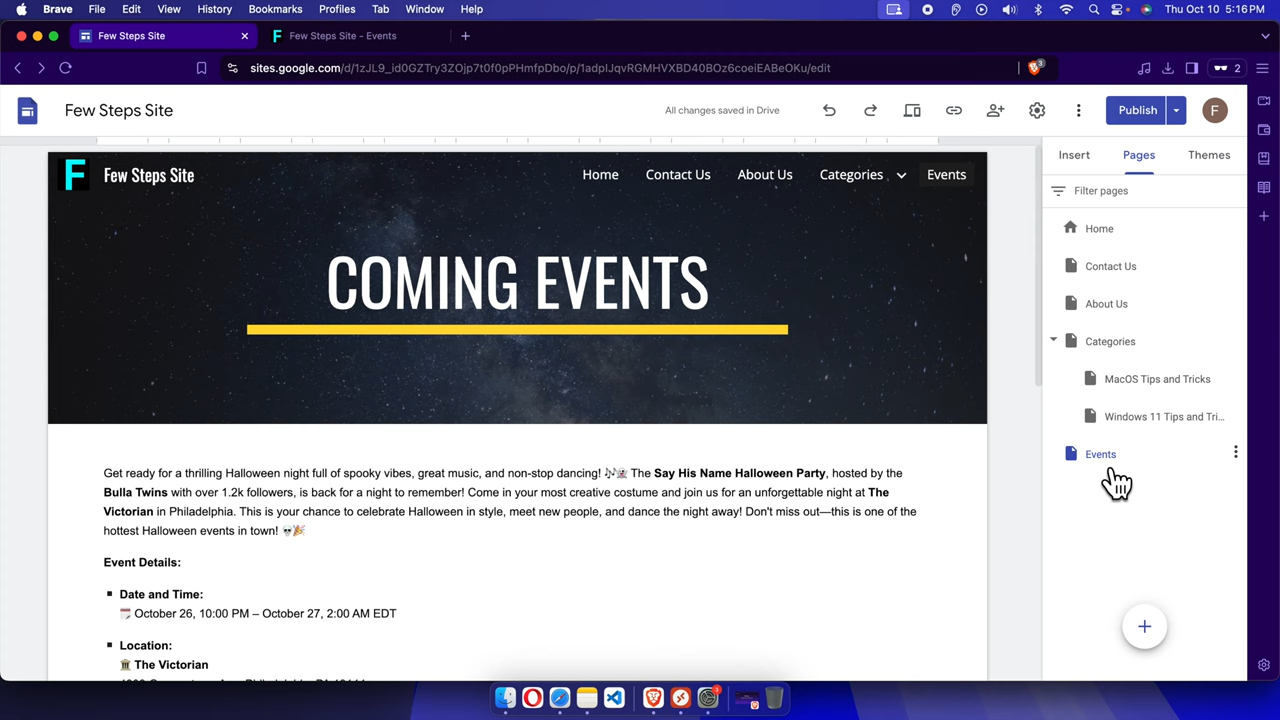 Brave File Edit View History Bookmarks Profiles Tab Window Help Thu Oct 10 5:16 PM
Few Steps Site
Few Steps Site - Events
sites.google.com/d/1zJL9_id0GZTry3ZOjp7t0f0pPHmfpDbo/p/1adpIJqvRGMHVXBD40BOz6coeiEABeOKu/edit
3
2
Few Steps Site
All changes saved in Drive
Publish
F
Insert Pages Themes
Filter pages
F Few Steps Site
Home Contact Us About Us Categories Events
COMING EVENTS
Get ready for a thrilling Halloween night full of spooky vibes, great music, and non-stop dancing! 🎶👻 The Say His Name Halloween Party, hosted by the
Bulla Twins with over 1.2k followers, is back for a night to remember! Come in your most creative costume and join us for an unforgettable night at The
Victorian in Philadelphia. This is your chance to celebrate Halloween in style, meet new people, and dance the night away! Don't miss out—this is one of the
hottest Halloween events in town! 💀🎉
Event Details:
Date and Time:
🗓️ October 26, 10:00 PM – October 27, 2:00 AM EDT
Location:
🏛️ The Victorian
Home
Contact Us
About Us
Categories
MacOS Tips and Tricks
Windows 11 Tips and Tri...
Events